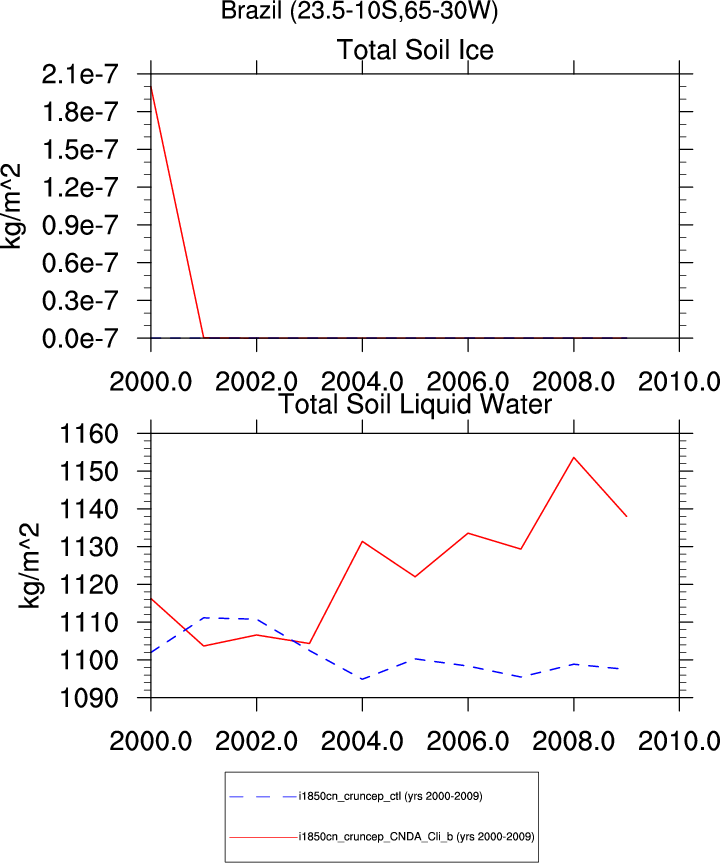 Brazil (23.5-10S,65-30W)
Total Soil Ice
kg/m^2
2.1e-7
1.8e-7
1.5e-7
1.2e-7
0.9e-7
0.6e-7
0.3e-7
0.0e-7
2000.0 2002.0 2004.0 2006.0 2008.0 2010.0
Total Soil Liquid Water
kg/m^2
1160
1150
1140
1130
1120
1110
1100
1090
2000.0 2002.0 2004.0 2006.0 2008.0 2010.0
i1850cn_cruncep_ctl (yrs 2000-2009)
i1850cn_cruncep_CNDA_Cli_b (yrs 2000-2009)